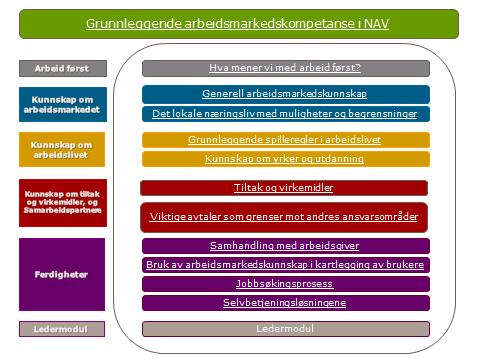 Grunnleggende arbeidsmarkedskompetanse i NAV
Arbeid først
Hva mener vi med arbeid først?
Kunnskap om
arbeidsmarkedet
Generell arbeidsmarkedskunnskap
Det lokale næringsliv med muligheter og begrensninger
Kunnskap om
arbeidslivet
Grunnleggende spilleregler i arbeidslivet
Kunnskap om yrker og utdanning
Kunnskap om tiltak
og virkemidler, og
Samarbeidspartnere
Tiltak og virkemidler
Viktige avtaler som grenser mot andres ansvarsområder
Ferdigheter
Samhandling med arbeidsgiver
Bruk av arbeidsmarkedskunnskap i kartlegging av brukere
Jobbsøkingsprosess
Selvbetjeningsløsningene
Ledermodul
Ledermodul